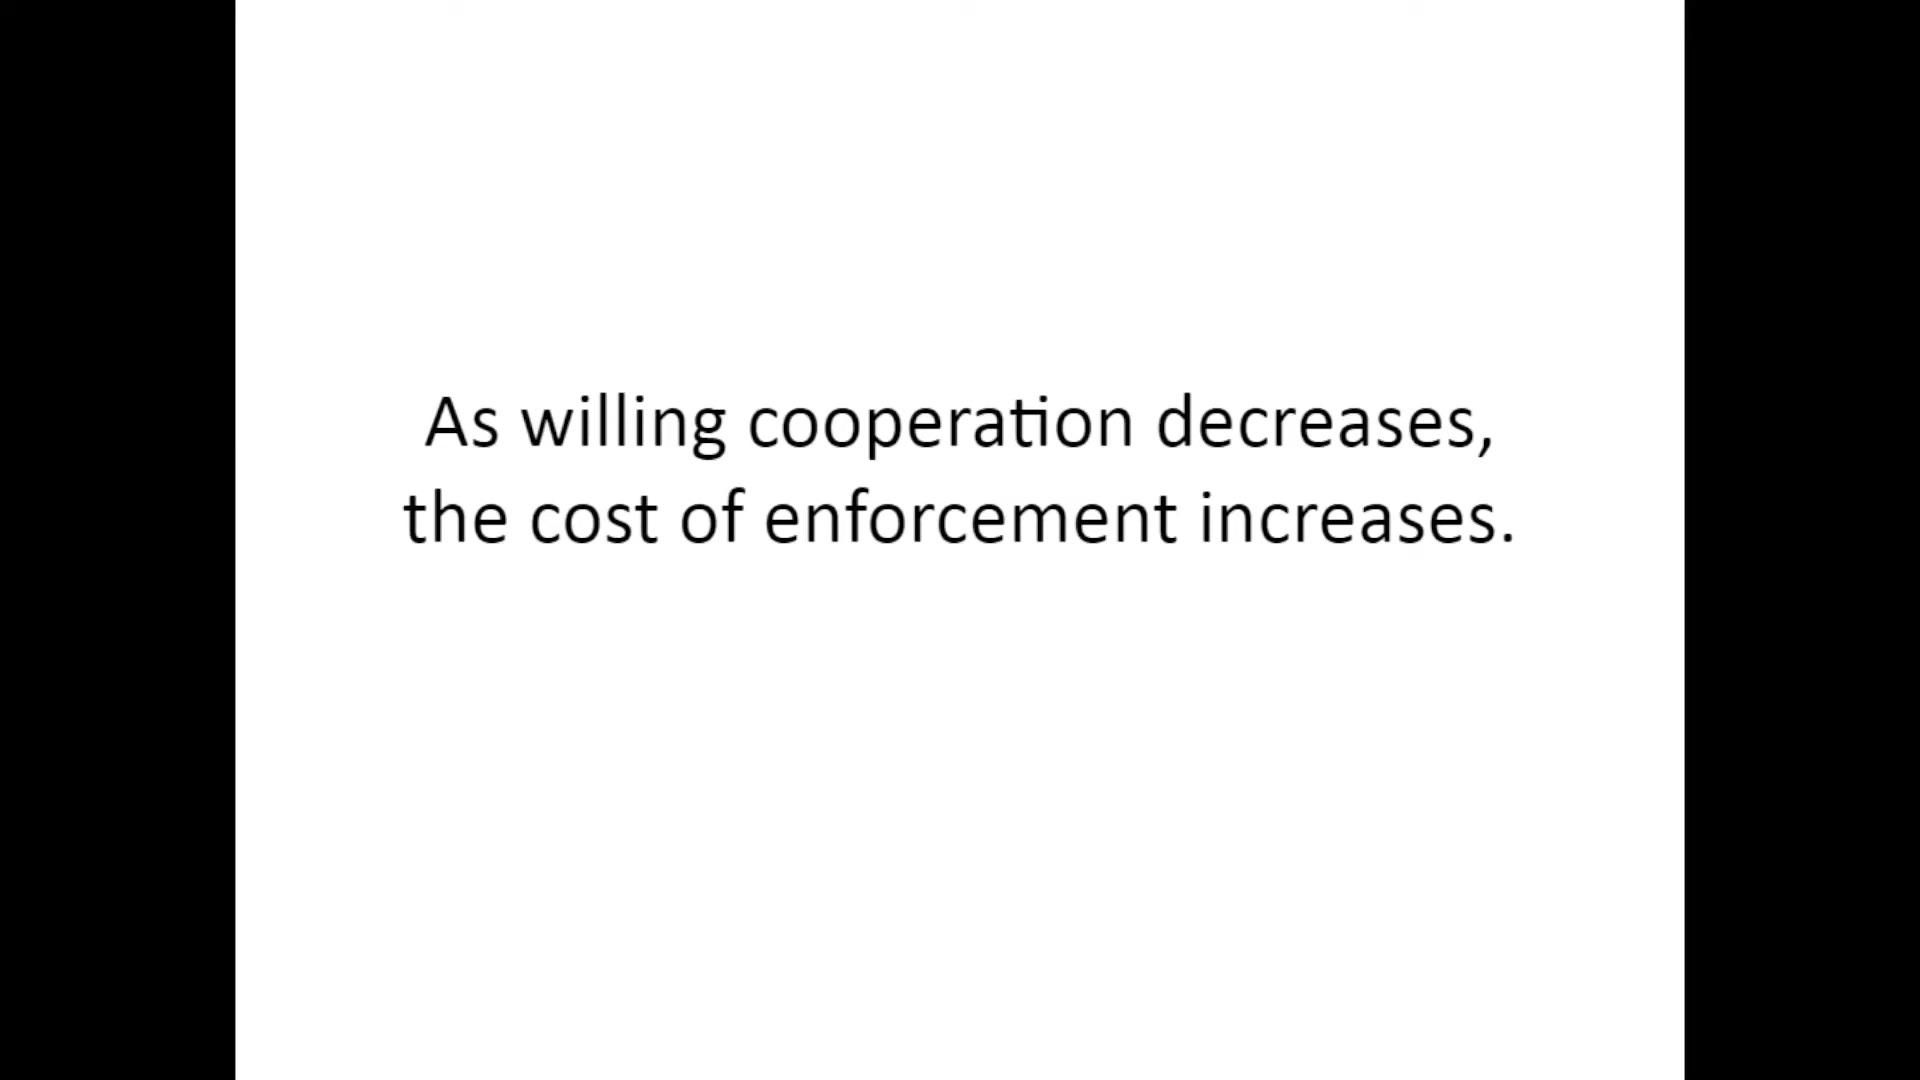 As willing cooperation decreases,
the cost of enforcement increases.